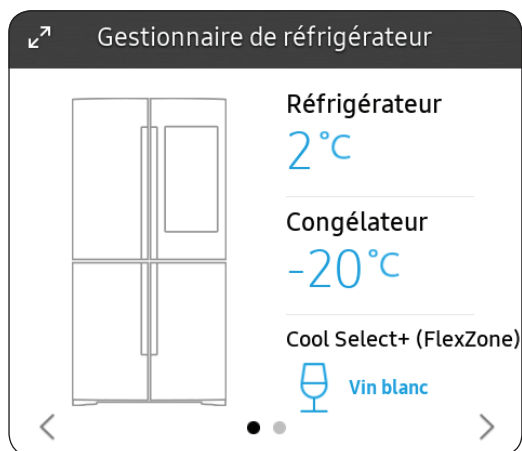 Gestionnaire de réfrigérateur
Réfrigérateur
2°C
Congélateur
-20°C
Cool Select+ (FlexZone)
Vin blanc